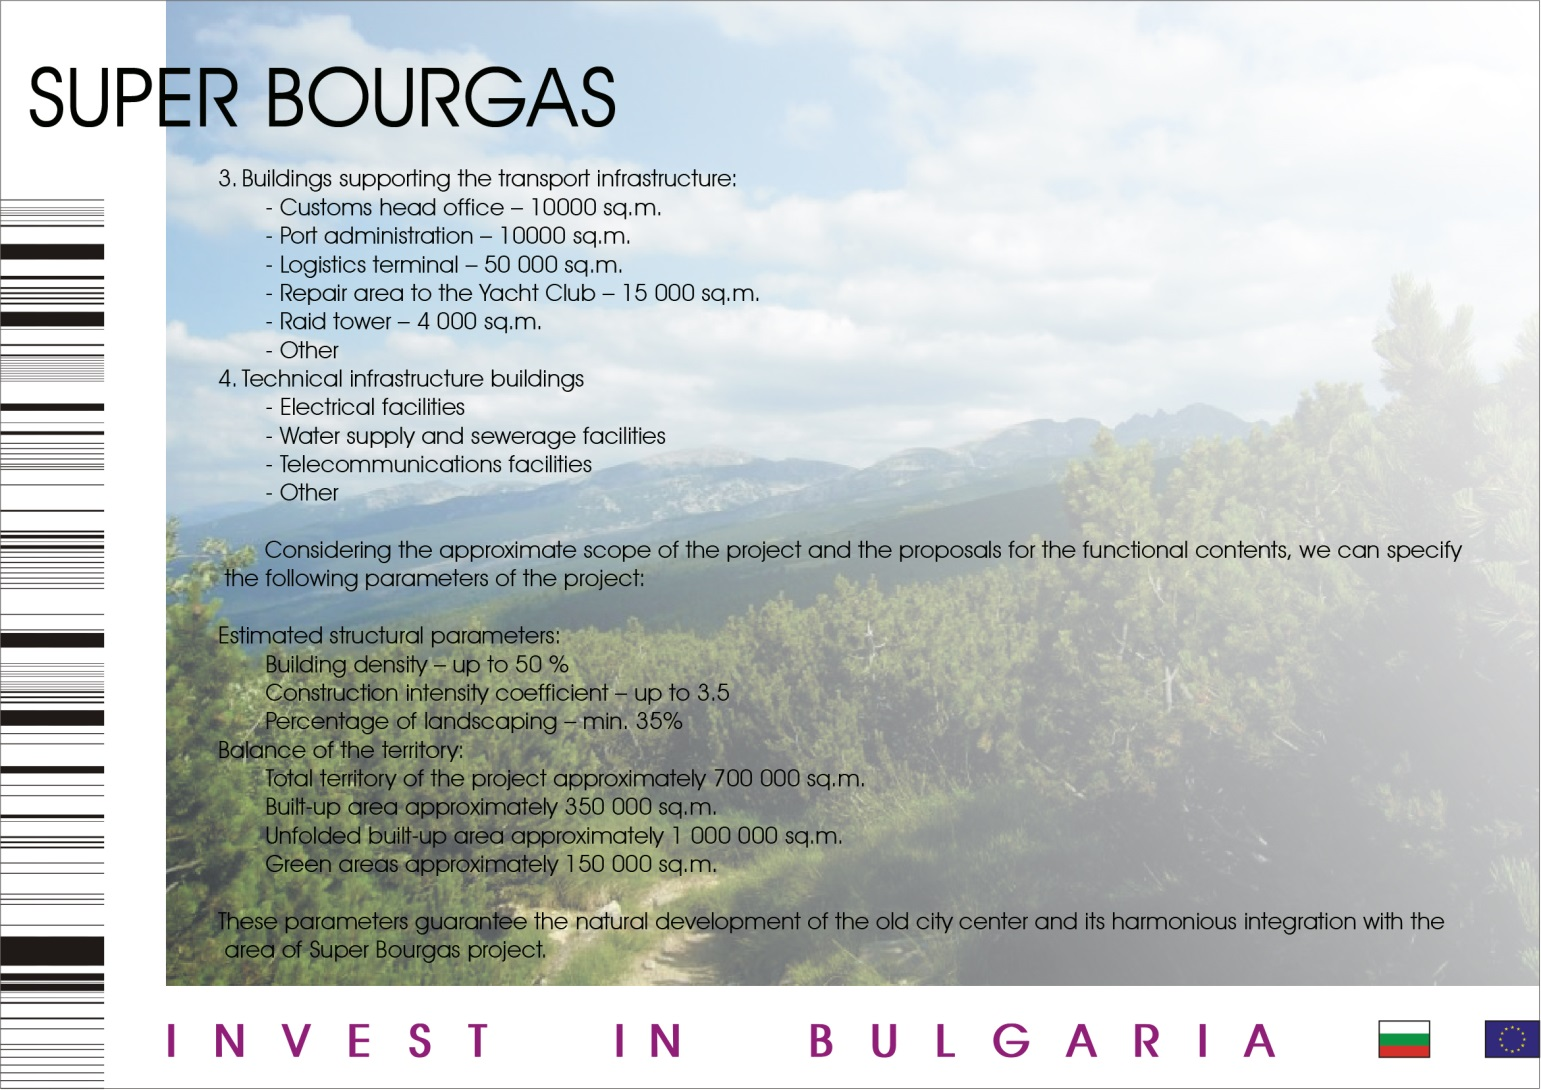 SUPER BOURGAS
3. Buildings supporting the transport infrastructure:
- Customs head office – 10000 sq.m.
- Port administration – 10000 sq.m.
- Logistics terminal – 50 000 sq.m.
- Repair area to the Yacht Club – 15 000 sq.m.
- Raid tower – 4 000 sq.m.
- Other
4. Technical infrastructure buildings
- Electrical facilities
- Water supply and sewerage facilities
- Telecommunications facilities
- Other
Considering the approximate scope of the project and the proposals for the functional contents, we can specify
the following parameters of the project:
Estimated structural parameters:
Building density – up to 50 %
Construction intensity coefficient – up to 3.5
Percentage of landscaping – min. 35%
Balance of the territory:
Total territory of the project approximately 700 000 sq.m.
Built-up area approximately 350 000 sq.m.
Unfolded built-up area approximately 1 000 000 sq.m.
Green areas approximately 150 000 sq.m.
These parameters guarantee the natural development of the old city center and its harmonious integration with the
area of Super Bourgas project.
INVEST IN BULGARIA